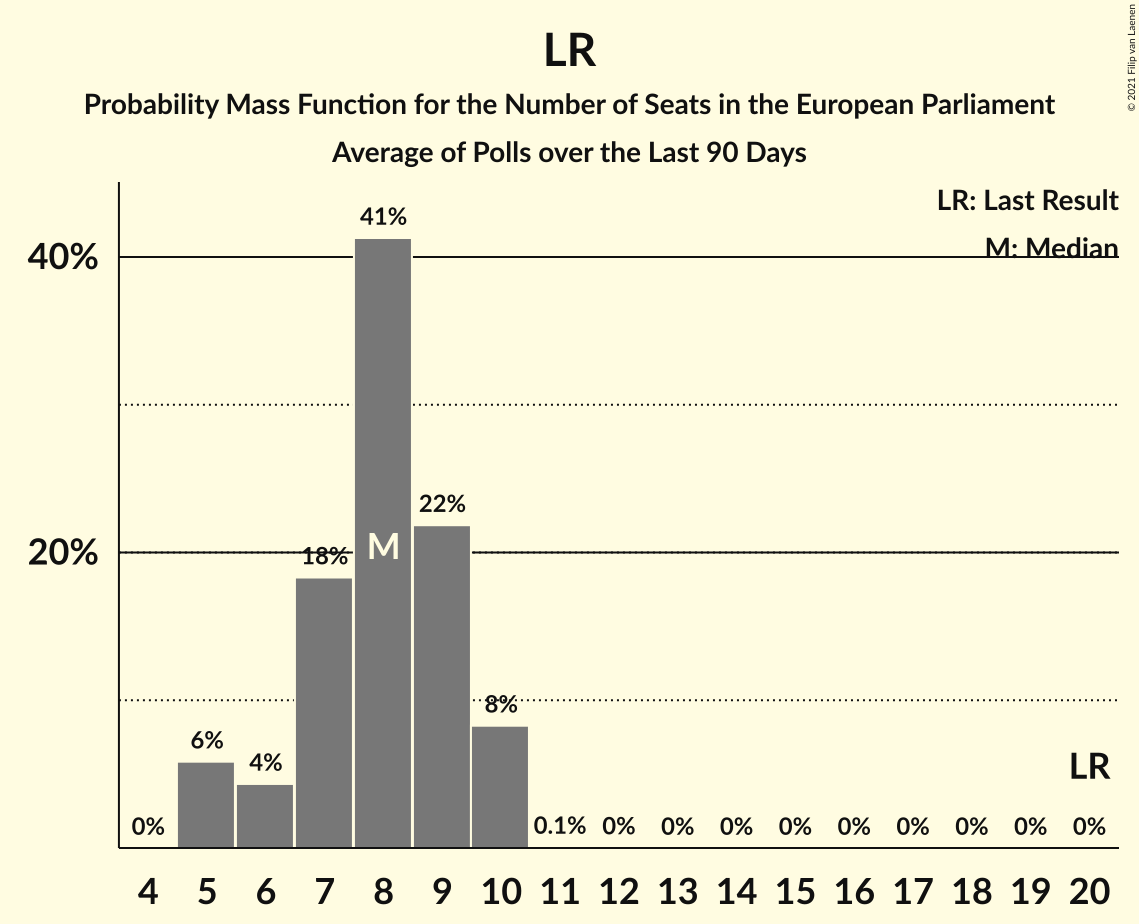 LR
Probability Mass Function for the Number of Seats in the European Parliament
Average of Polls over the Last 90 Days
© 2021 Filip van Laenen
LR: Last Result
M: Median
41%
40%
22%
20%
18%
M
8%
6%
4%
LR
0%
0.1%
0% 0% 0% 0% 0% 0% 0% 0% 0%
4 5 6 7 8 9 10 11 12 13 14 15 16 17 18 19 20